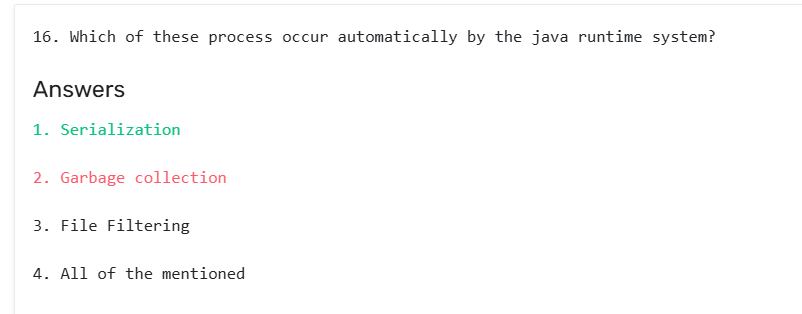 16. Which of these process occur automatically by the java runtime system?
Answers
1. Serialization
2. Garbage collection
3. File Filtering
4. All of the mentioned